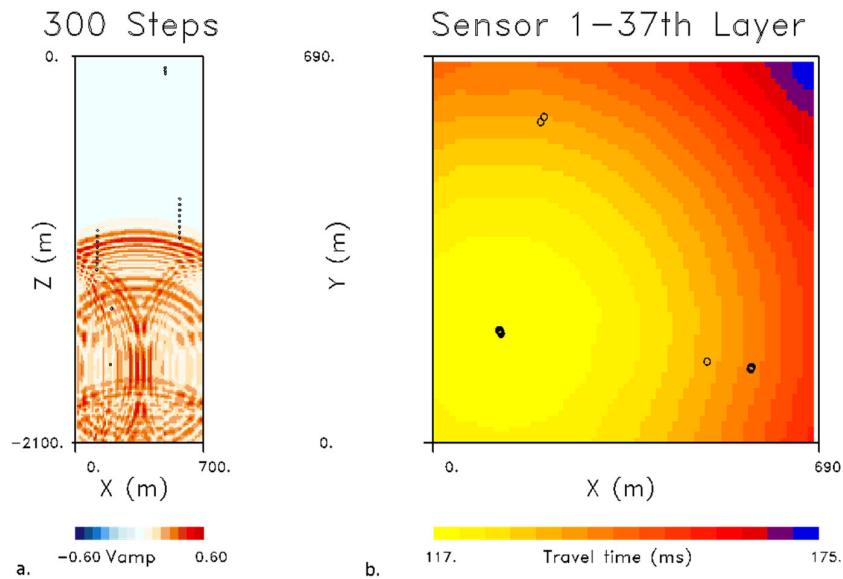 300 Steps
Sensor 1-37th Layer
0.
Z (m)
-2100.
0.
700.
X (m)
-0.60 Vamp 0.60
a.
690.
Y (m)
0.
0.
690
X (m)
117. Travel time (ms) 175.
b.